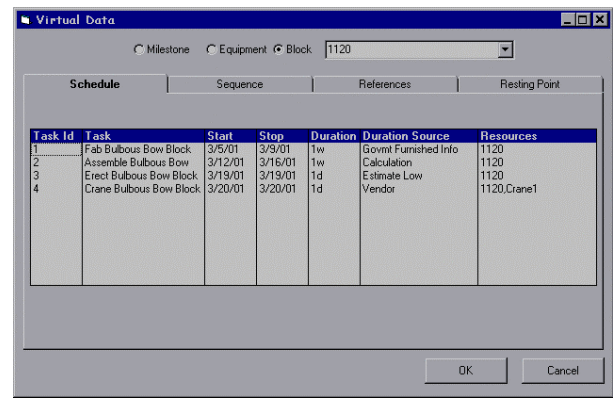 Virtual Data
Milestone Equipment Block 1120
Schedule Sequence References Resting Point
Task Id Task Start Stop Duration Duration Source Resources
1 Fab Bulbous Bow Block 3/5/01 3/9/01 1w Govmt Furnished Info 1120
2 Assemble Bulbous Bow 3/12/01 3/16/01 1w Calculation 1120
3 Erect Bulbous Bow Block 3/19/01 3/19/01 1d Estimate Low 1120
4 Crane Bulbous Bow Block 3/20/01 3/20/01 1d Vendor 1120,Crane1
OK Cancel